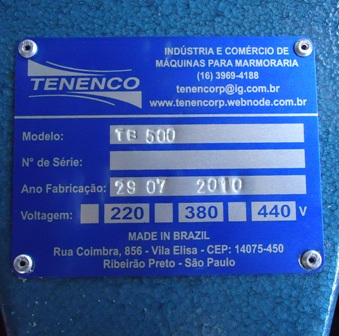 TENENCO
INDÚSTRIA E COMÉRCIO DE
MÁQUINAS PARA MARMORARIA
(16) 3969-4188
tenencorp@ig.com.br
www.tenencorp.webnode.com.br
Modelo: TB 500
N° de Série:
Ano Fabricação: 29 07 2010
Voltagem: 220 380 440 V
MADE IN BRAZIL
Rua Coimbra, 856 - Vila Elisa - CEP: 14075-450
Ribeirão Preto - São Paulo